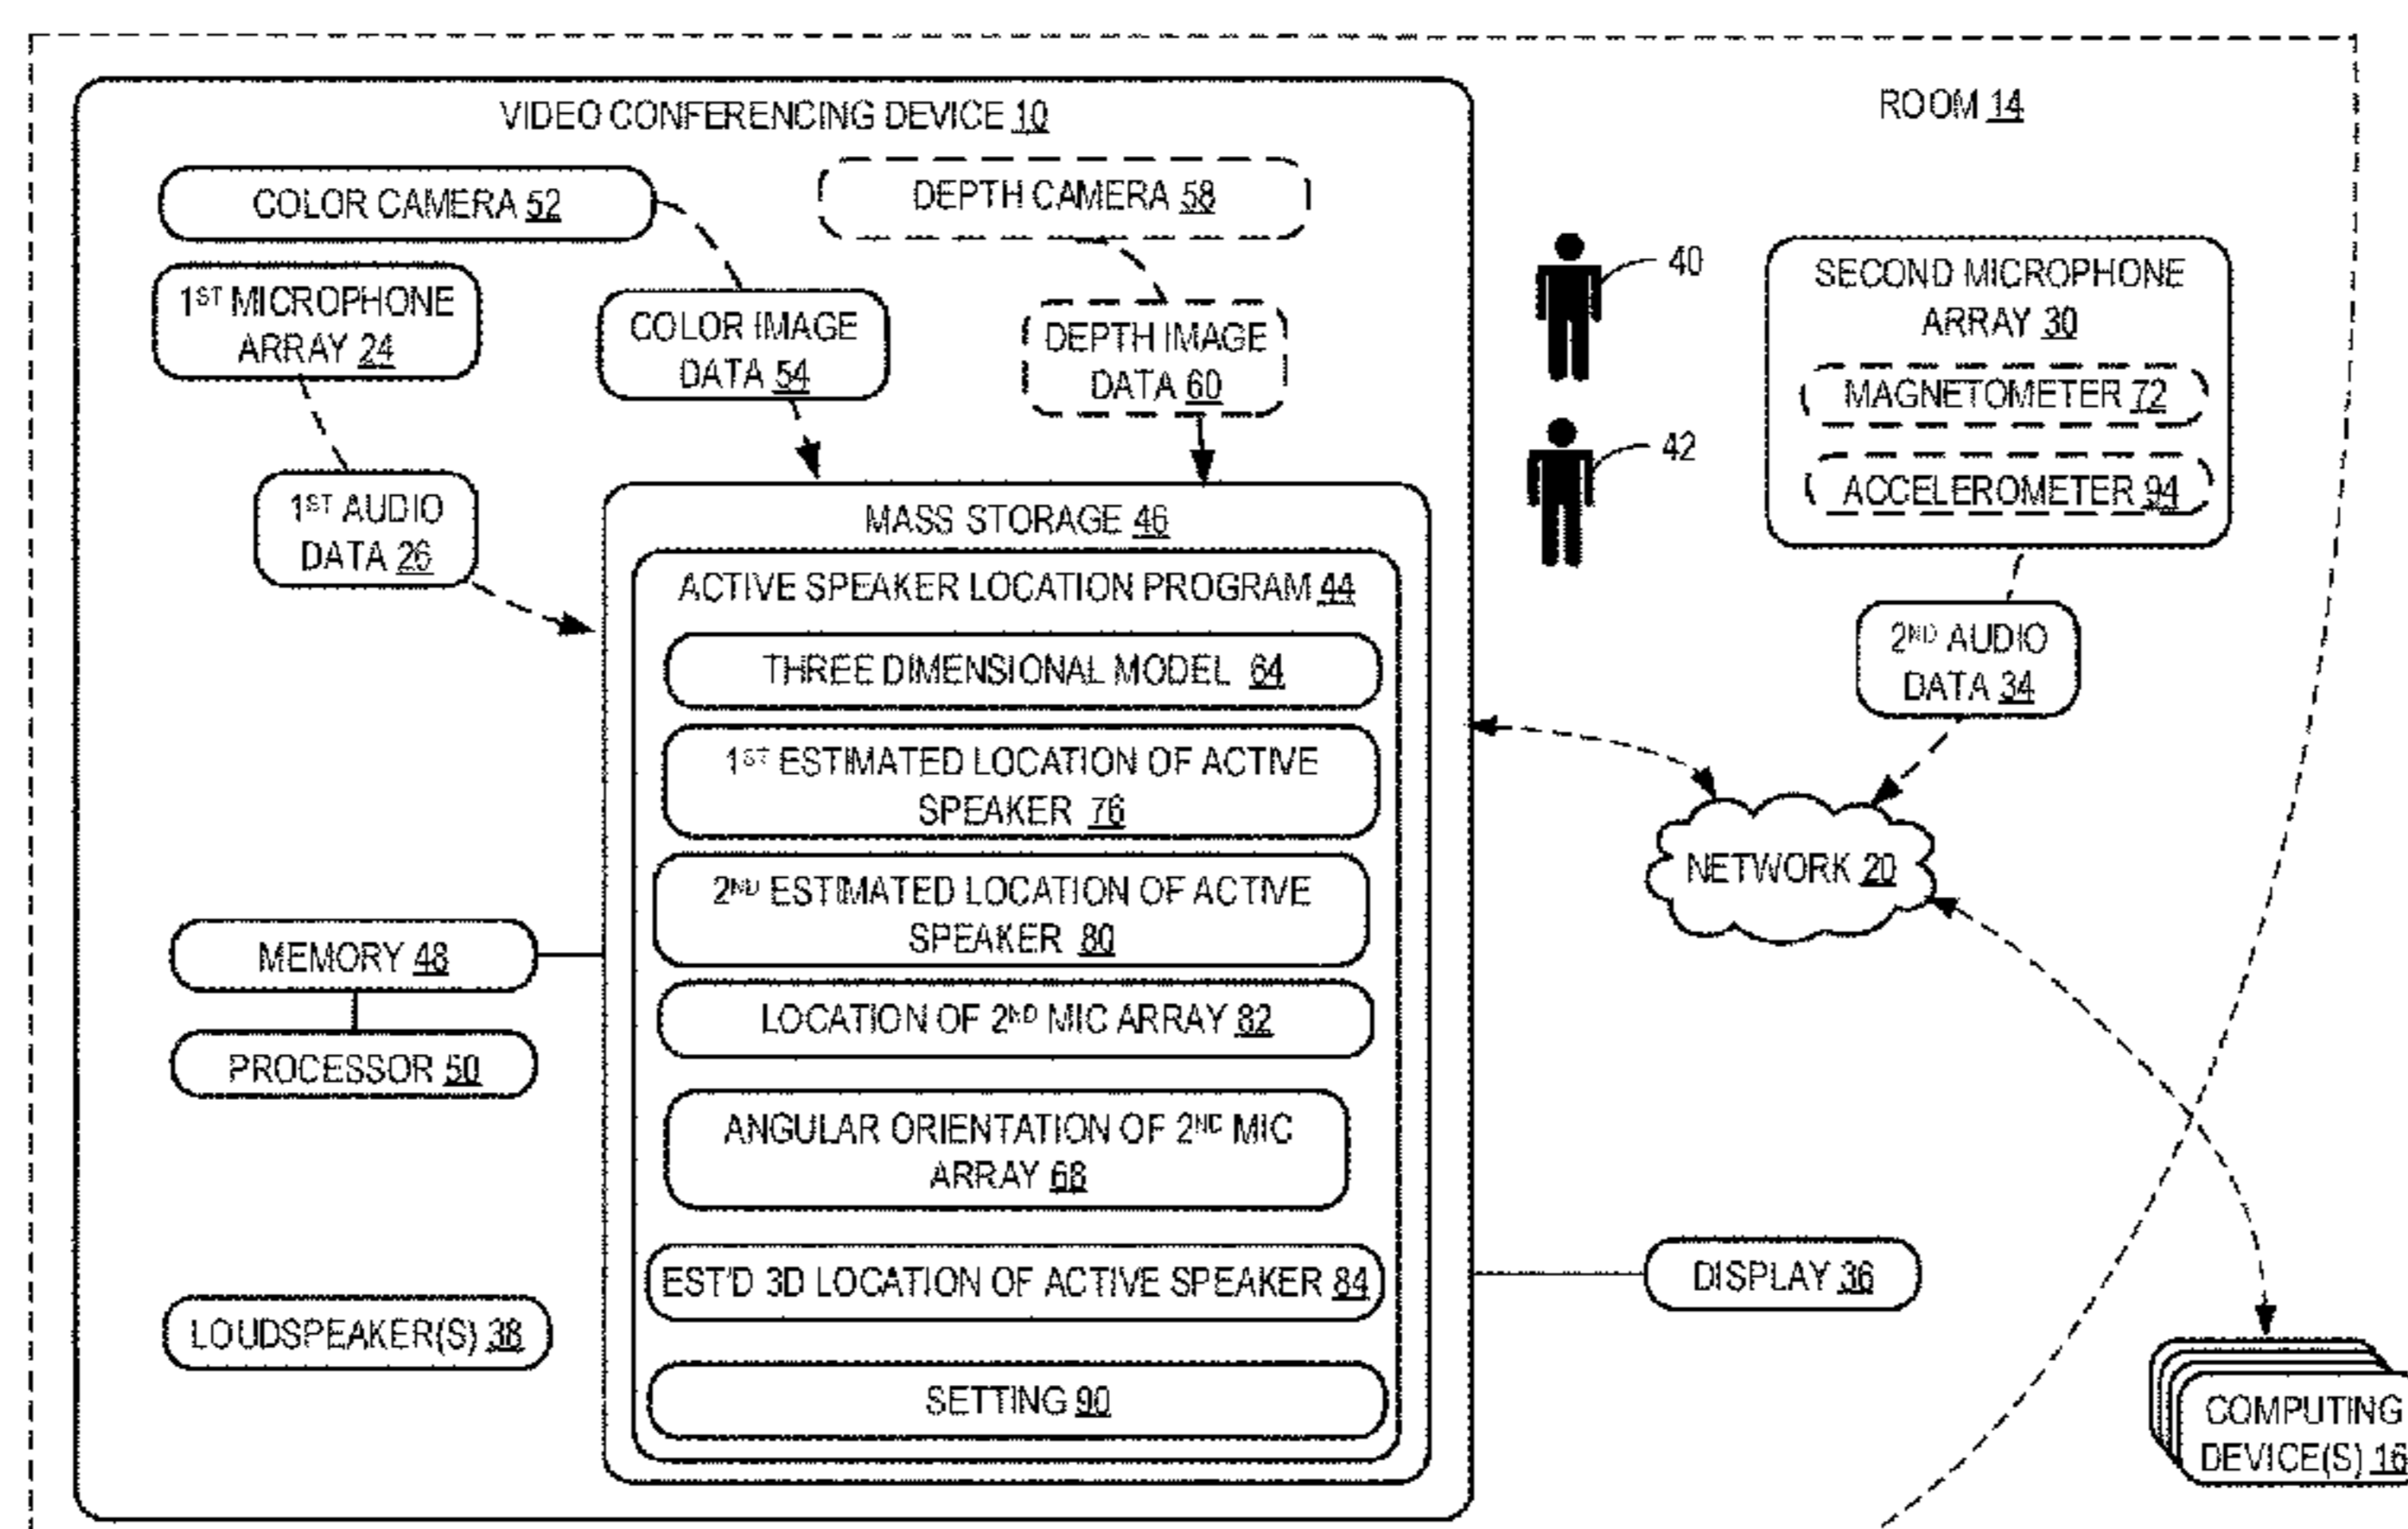 VIDEO CONFERENCING DEVICE 10
ROOM 14
COLOR CAMERA 52
DEPTH CAMERA 58
1ST MICROPHONE
ARRAY 24
COLOR IMAGE
DATA 54
DEPTH IMAGE
DATA 60
40
42
SECOND MICROPHONE
ARRAY 30
MAGNETOMETER 72
ACCELEROMETER 94
1ST AUDIO
DATA 26
MASS STORAGE 46
ACTIVE SPEAKER LOCATION PROGRAM 44
THREE DIMENSIONAL MODEL 64
1ST ESTIMATED LOCATION OF ACTIVE
SPEAKER 76
2ND ESTIMATED LOCATION OF ACTIVE
SPEAKER 80
LOCATION OF 2ND MIC ARRAY 82
ANGULAR ORIENTATION OF 2ND MIC
ARRAY 68
EST'D 3D LOCATION OF ACTIVE SPEAKER 84
SETTING 90
2ND AUDIO
DATA 34
NETWORK 20
MEMORY 48
PROCESSOR 50
LOUDSPEAKER(S) 38
DISPLAY 36
COMPUTING
DEVICE(S) 16